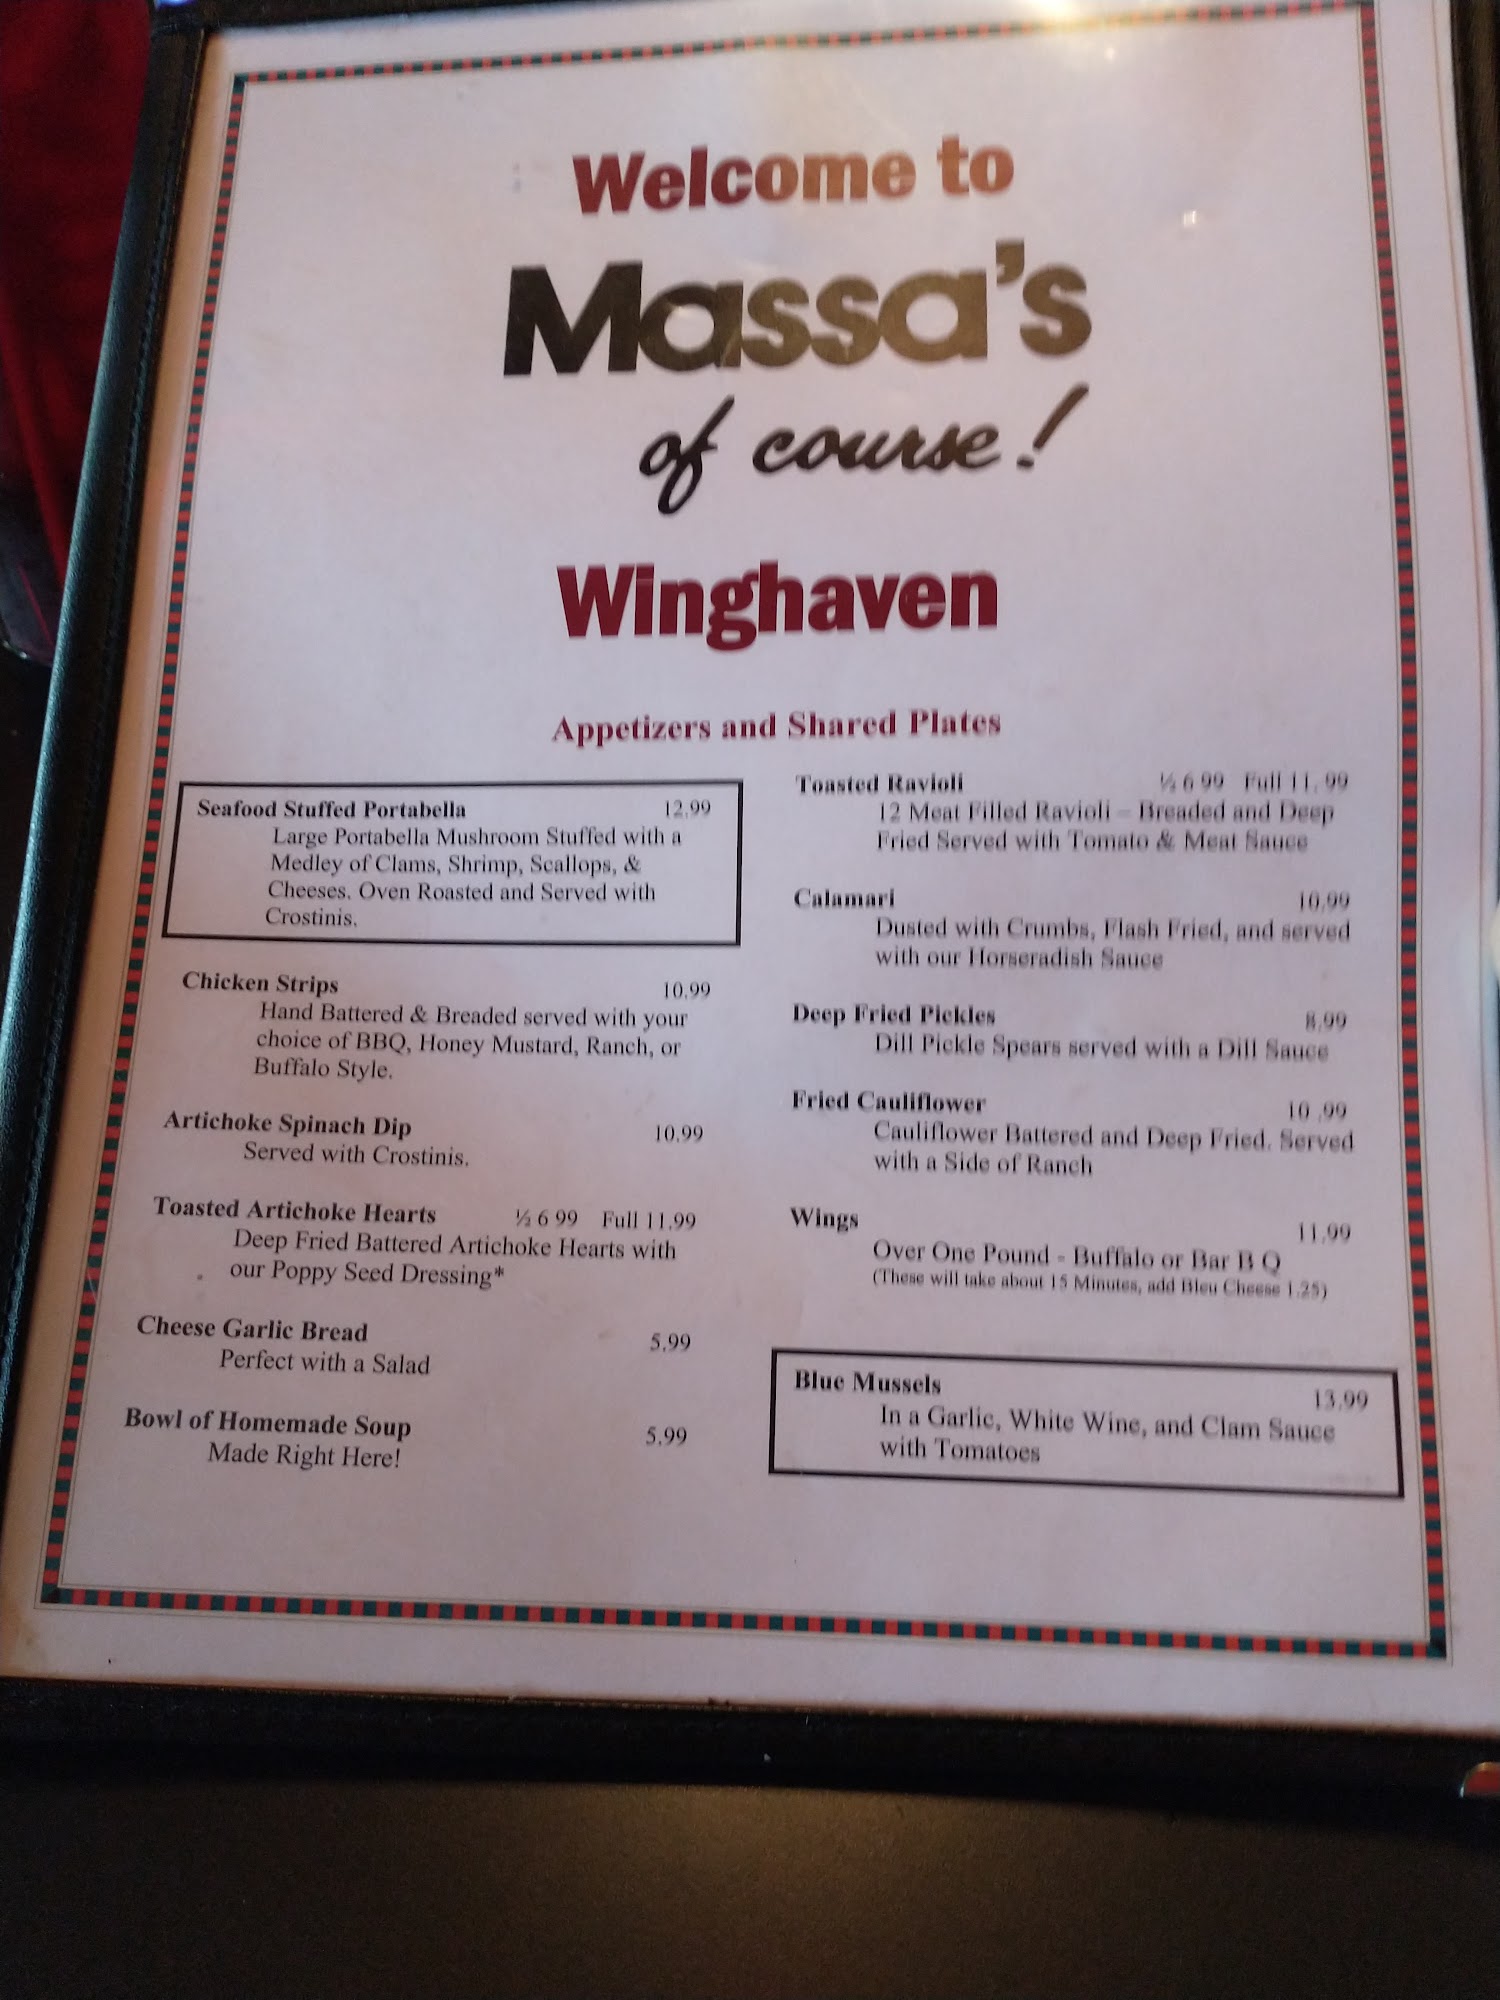 Welcome to
Massa's
of course!
Winghaven
Appetizers and Shared Plates
Seafood Stuffed Portabella 12.99
Large Portabella Mushroom Stuffed with a
Medley of Clams, Shrimp, Scallops, &
Cheeses. Oven Roasted and Served with
Crostinis.
Chicken Strips 10.99
Hand Battered & Breaded served with your
choice of BBQ, Honey Mustard, Ranch, or
Buffalo Style.
Artichoke Spinach Dip 10.99
Served with Crostinis.
Toasted Artichoke Hearts ½ 6 99 Full 11.99
Deep Fried Battered Artichoke Hearts with
our Poppy Seed Dressing*
Cheese Garlic Bread 5.99
Perfect with a Salad
Bowl of Homemade Soup 5.99
Made Right Here!
Toasted Ravioli ½ 6 99 Full 11. 99
12 Meat Filled Ravioli – Breaded and Deep
Fried Served with Tomato & Meat Sauce
Calamari 10.99
Dusted with Crumbs, Flash Fried, and served
with our Horseradish Sauce
Deep Fried Pickles 8.99
Dill Pickle Spears served with a Dill Sauce
Fried Cauliflower 10 .99
Cauliflower Battered and Deep Fried. Served
with a Side of Ranch
Wings 11.99
Over One Pound - Buffalo or Bar B Q
(These will take about 15 Minutes, add Bleu Cheese 1.25)
Blue Mussels 13.99
In a Garlic, White Wine, and Clam Sauce
with Tomatoes